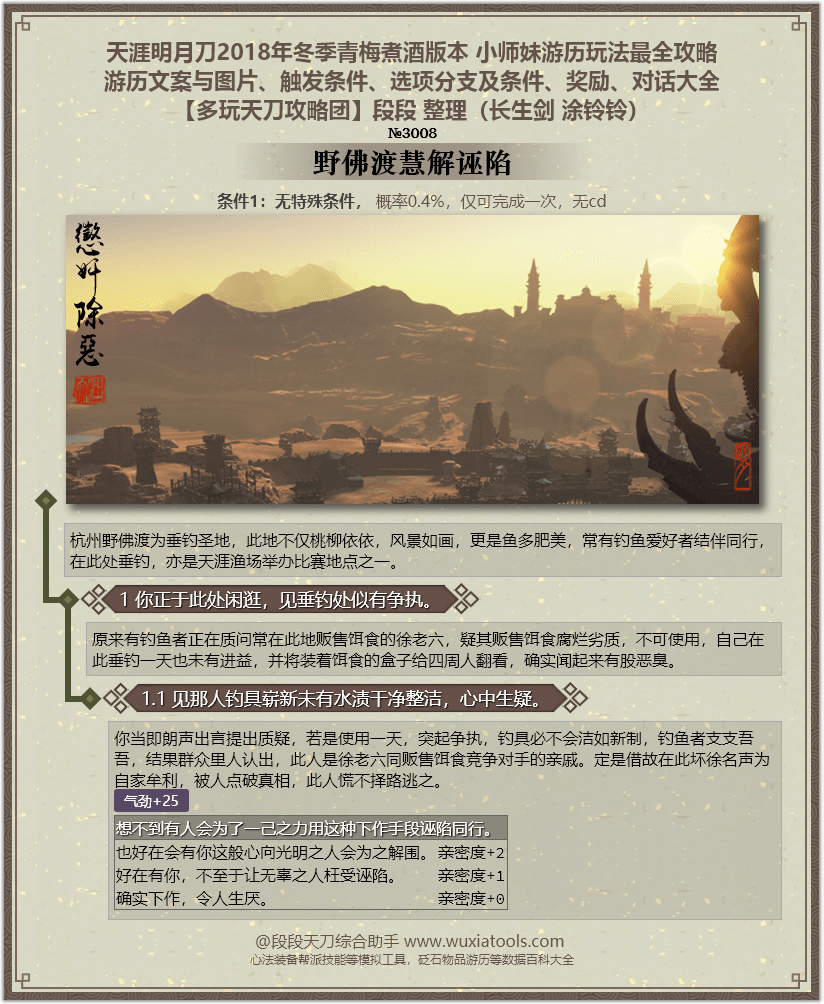 天涯明月刀2018年冬季青梅煮酒版本 小师妹游历玩法最全攻略
游历文案与图片、触发条件、选项分支及条件、奖励、对话大全
【多玩天刀攻略团】段段 整理（长生剑 涂铃铃）
№3008
野佛渡慧解诬陷
条件1：无特殊条件， 概率0.4%，仅可完成一次，无cd
懲奸除惡
杭州野佛渡为垂钓圣地，此地不仅桃柳依依，风景如画，更是鱼多肥美，常有钓鱼爱好者结伴同行，
在此处垂钓，亦是天涯渔场举办比赛地点之一。
1 你正于此处闲逛，见垂钓处似有争执。
原来有钓鱼者正在质问常在此地贩售饵食的徐老六，疑其贩售饵食腐烂劣质，不可使用，自己在
此垂钓一天也未有进益，并将装着饵食的盒子给四周人翻看，确实闻起来有股恶臭。
1.1 见那人钓具崭新未有水渍干净整洁，心中生疑。
你当即朗声出言提出质疑，若是使用一天，突起争执，钓具必不会洁如新制，钓鱼者支支吾
吾，结果群众里人认出，此人是徐老六同贩售饵食竞争对手的亲戚。定是借故在此坏徐名声为
自家牟利，被人点破真相，此人慌不择路逃之。
气劲+25
想不到有人会为了一己之力用这种下作手段诬陷同行。
也好在会有你这般心向光明之人会为之解围。 亲密度+2
好在有你，不至于让无辜之人枉受诬陷。 亲密度+1
确实下作，令人生厌。 亲密度+0
@段段天刀综合助手 www.wuxiatools.com
心法装备帮派技能等模拟工具，砭石物品游历等数据百科大全